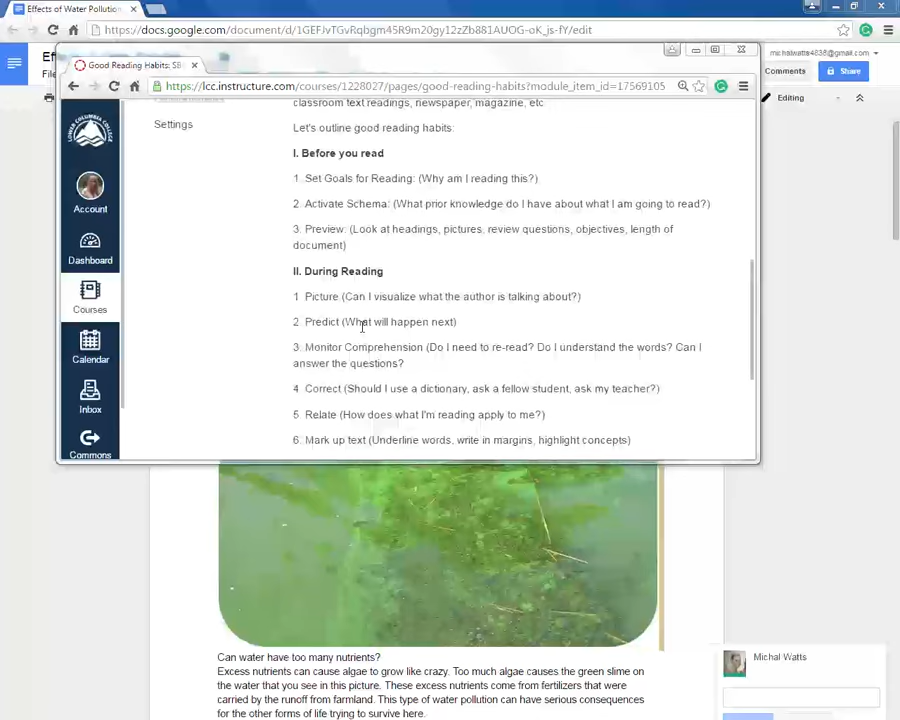 Effects of Water Pollution
https://docs.google.com/document/d/1GEFJvTGvRqbgm45R9m20gy12zZb881AUOG-oK_js-fY/edit
michalwatts4838@gmail.com
Comments
Share
Editing
Good Reading Habits: SB
https://lcc.instructure.com/courses/1228027/pages/good-reading-habits?module_item_id=17569105
LOWER COLUMBIA COLLEGE
Account
Dashboard
Courses
Calendar
Inbox
Commons
Settings
classroom text readings, newspaper, magazine, etc
Let's outline good reading habits:
I. Before you read
1. Set Goals for Reading: (Why am I reading this?)
2. Activate Schema: (What prior knowledge do I have about what I am going to read?)
3. Preview: (Look at headings, pictures, review questions, objectives, length of
document)
II. During Reading
1 Picture (Can I visualize what the author is talking about?)
2 Predict (What will happen next)
3. Monitor Comprehension (Do I need to re-read? Do I understand the words? Can I
answer the questions?
4 Correct (Should I use a dictionary, ask a fellow student, ask my teacher?)
5 Relate (How does what I'm reading apply to me?)
6. Mark up text (Underline words, write in margins, highlight concepts)
Can water have too many nutrients?
Excess nutrients can cause algae to grow like crazy. Too much algae causes the green slime on
the water that you see in this picture. These excess nutrients come from fertilizers that were
carried by the runoff from farmland. This type of water pollution can have serious consequences
for the other forms of life trying to survive here.
Michal Watts